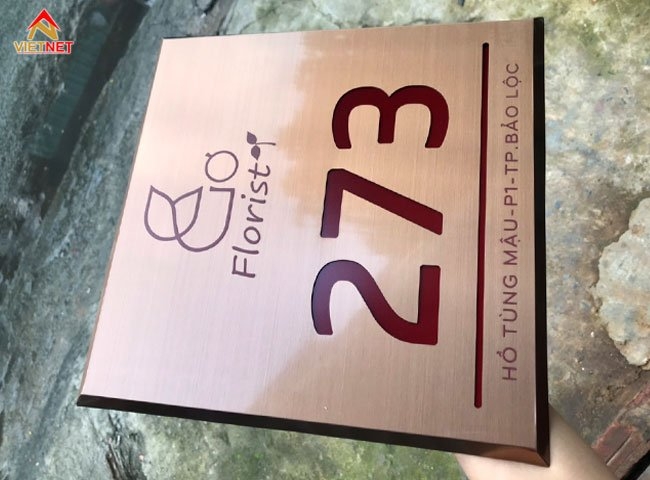 VIETNET
Florist
273
HỒ TÙNG MẬU-P1-TP.BẢO LỘC